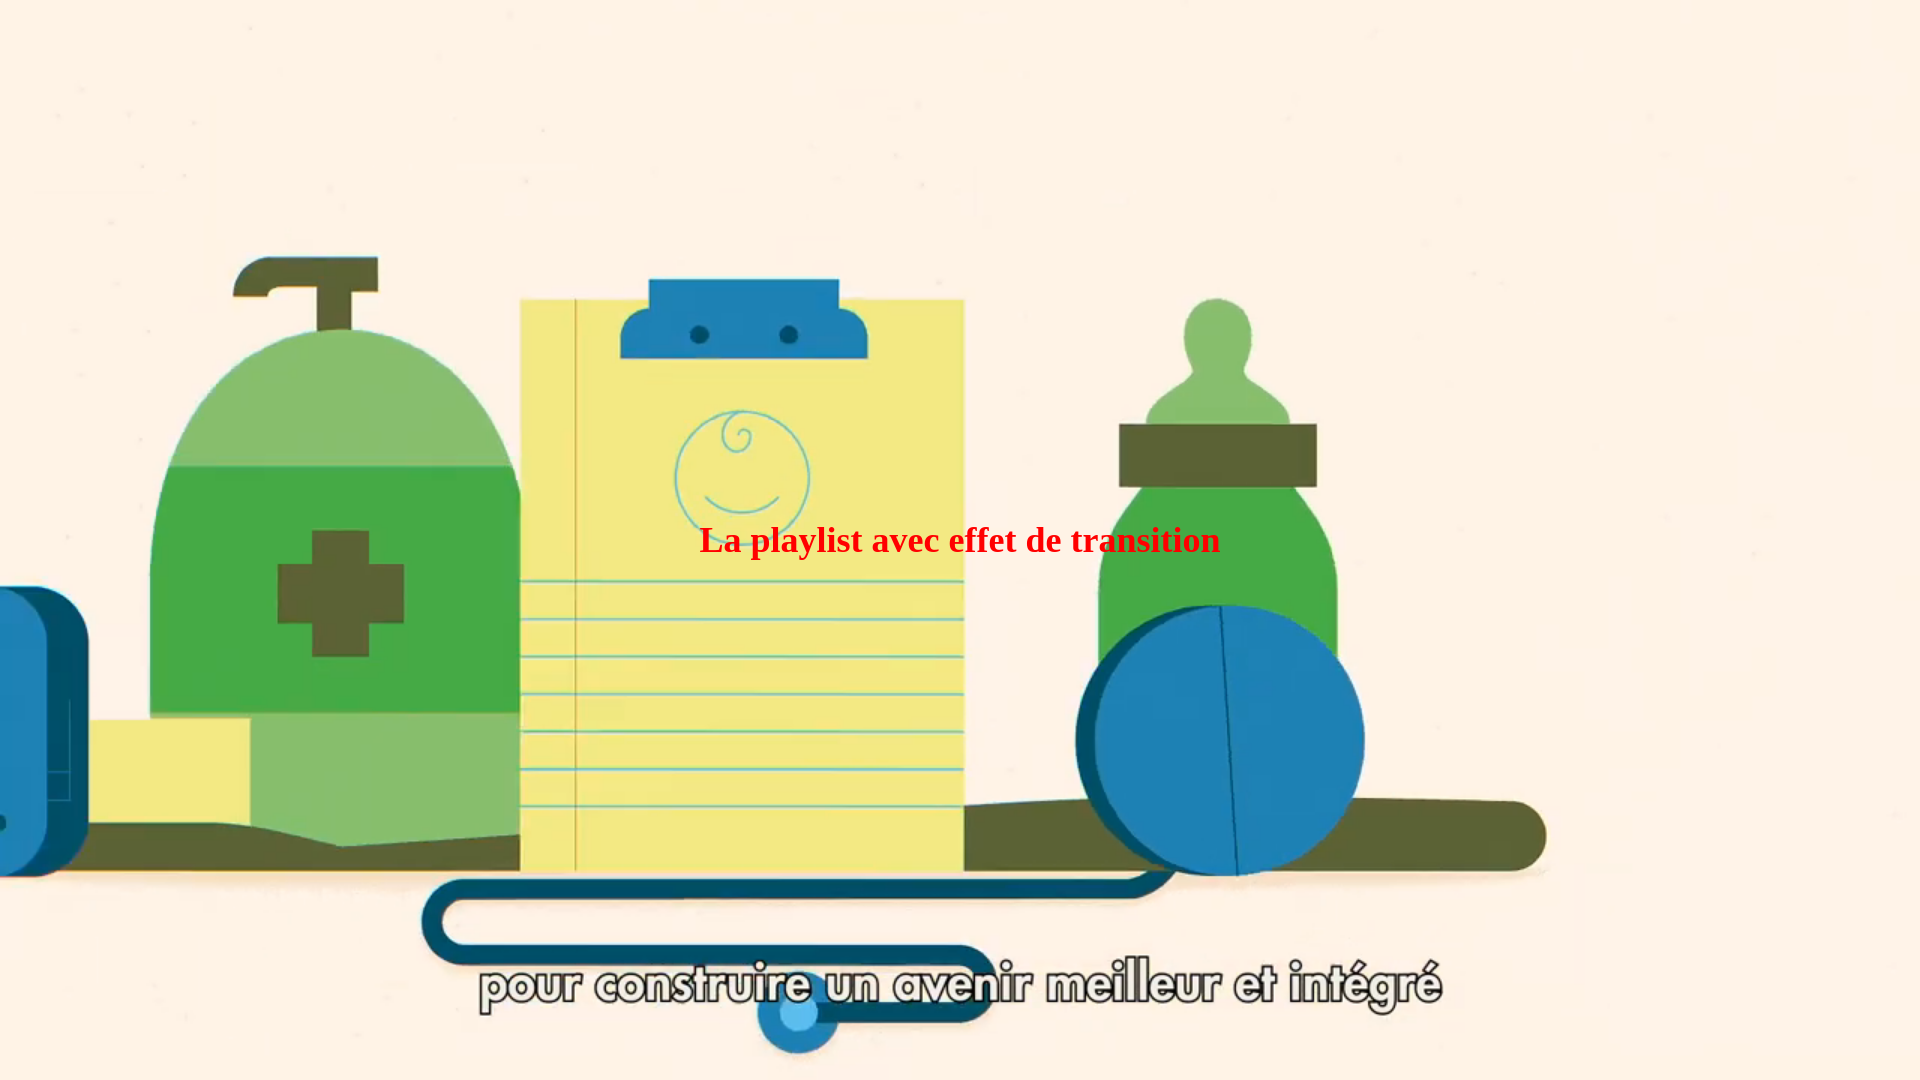 La playlist avec effet de transition
pour construire un avenir meilleur et intégré